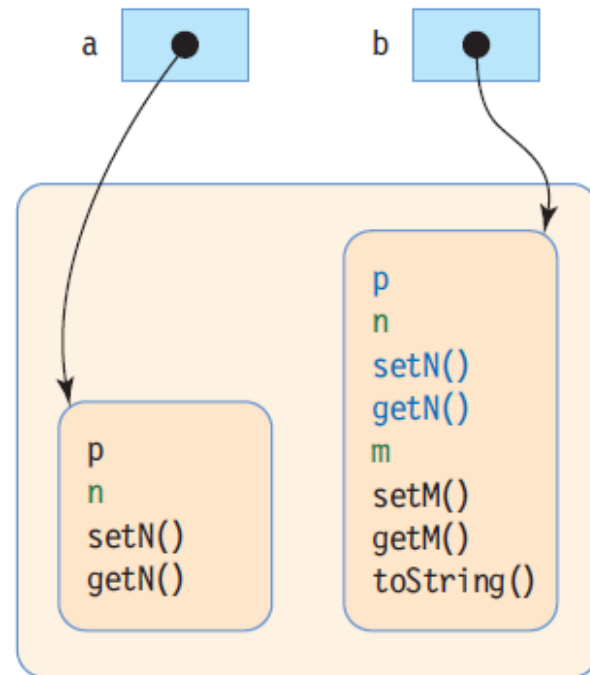 a
b
p
n
setN()
getN()
p
n
setN()
getN()
m
setM()
getM()
toString()